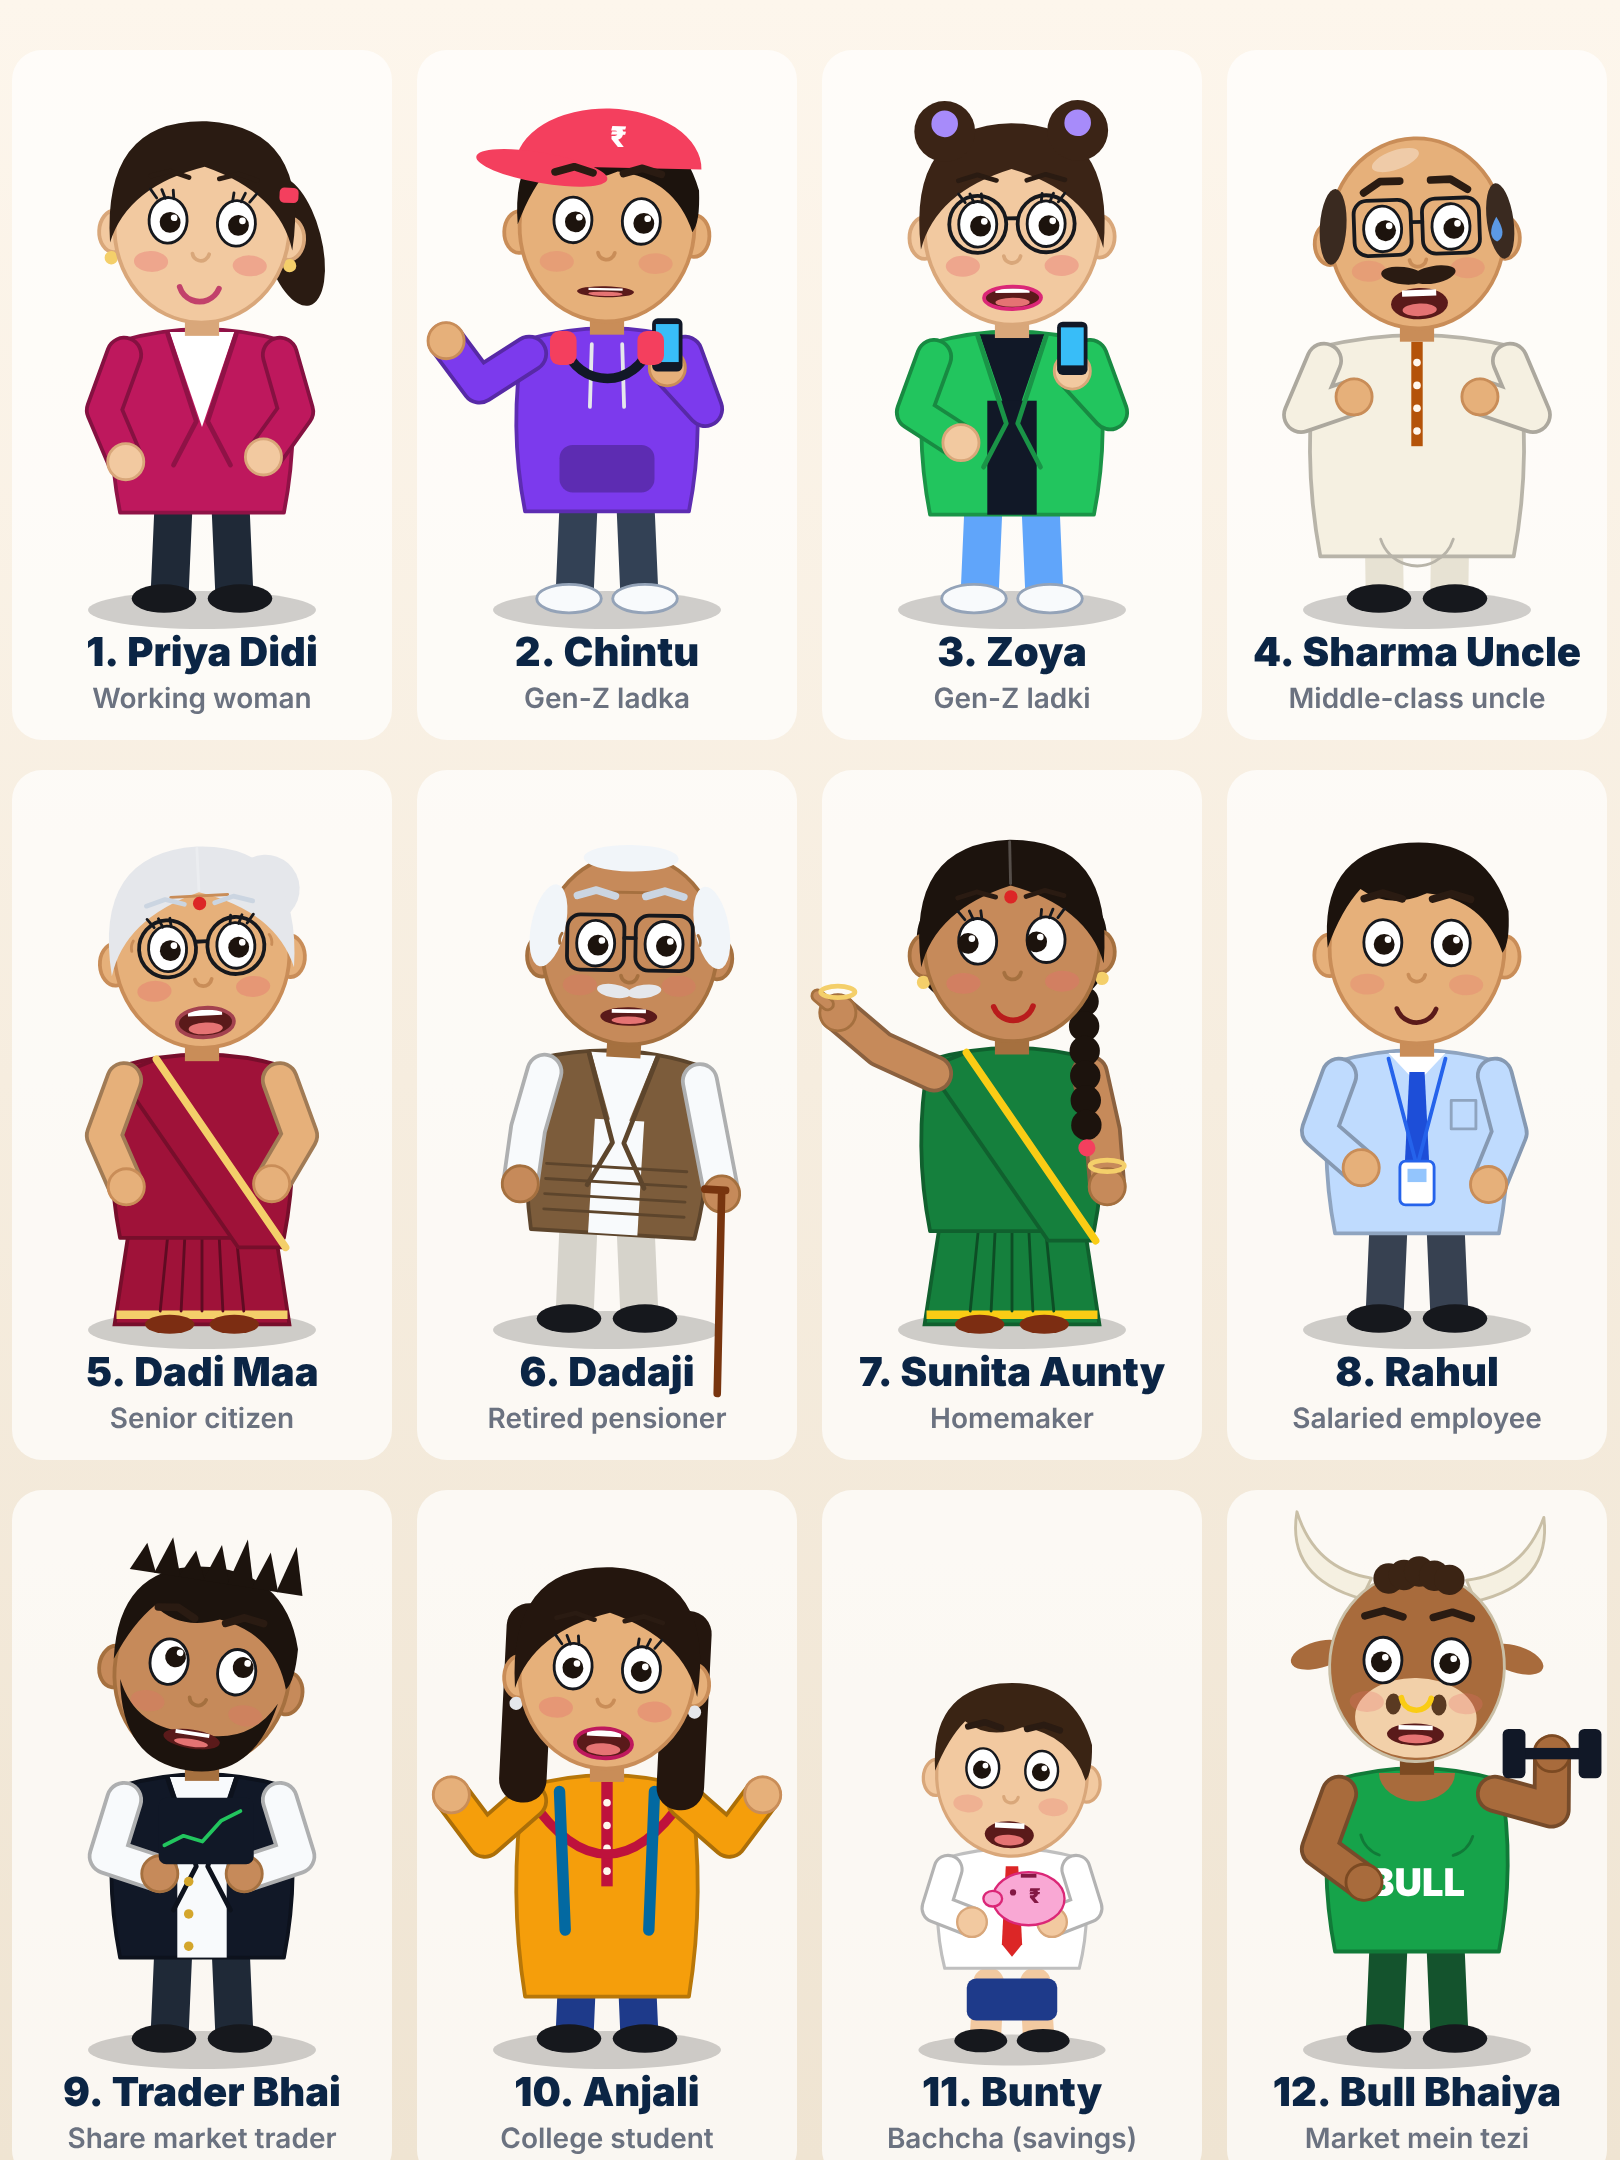 ₹
1. Priya Didi
Working woman
2. Chintu
Gen-Z ladka
3. Zoya
Gen-Z ladki
4. Sharma Uncle
Middle-class uncle
5. Dadi Maa
Senior citizen
6. Dadaji
Retired pensioner
7. Sunita Aunty
Homemaker
8. Rahul
Salaried employee
₹
BULL
9. Trader Bhai
Share market trader
10. Anjali
College student
11. Bunty
Bachcha (savings)
12. Bull Bhaiya
Market mein tezi